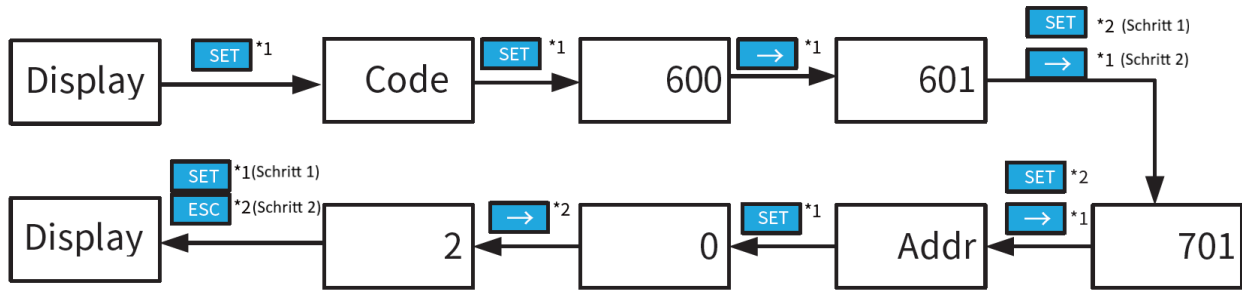 SET *2 (Schritt 1)
Display SET *1 Code SET *1 600 → *1 601 → *1 (Schritt 2)
SET *1(Schritt 1) SET *2
Display ESC *2(Schritt 2) 2 → *2 0 SET *1 Addr → *1 701